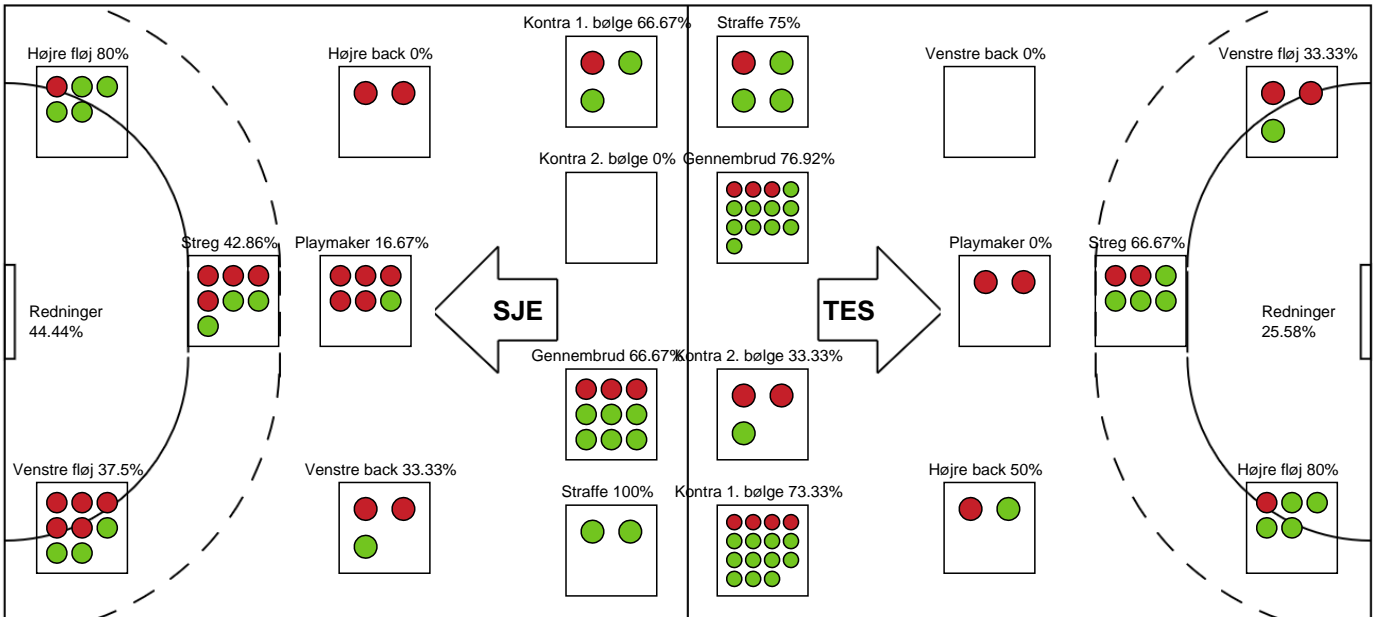 Kontra 1. bølge 66.67%
Straffe 75%
Højre fløj 80%
Højre back 0%
Venstre back 0%
Venstre fløj 33.33%
Kontra 2. bølge 0%
Gennembrud 76.92%
Streg 42.86%
Playmaker 16.67%
Playmaker 0%
Streg 66.67%
Redninger
44.44%
SJE
TES
Redninger
25.58%
Gennembrud 66.67%
Kontra 2. bølge 33.33%
Venstre fløj 37.5%
Venstre back 33.33%
Højre back 50%
Højre fløj 80%
Straffe 100%
Kontra 1. bølge 73.33%